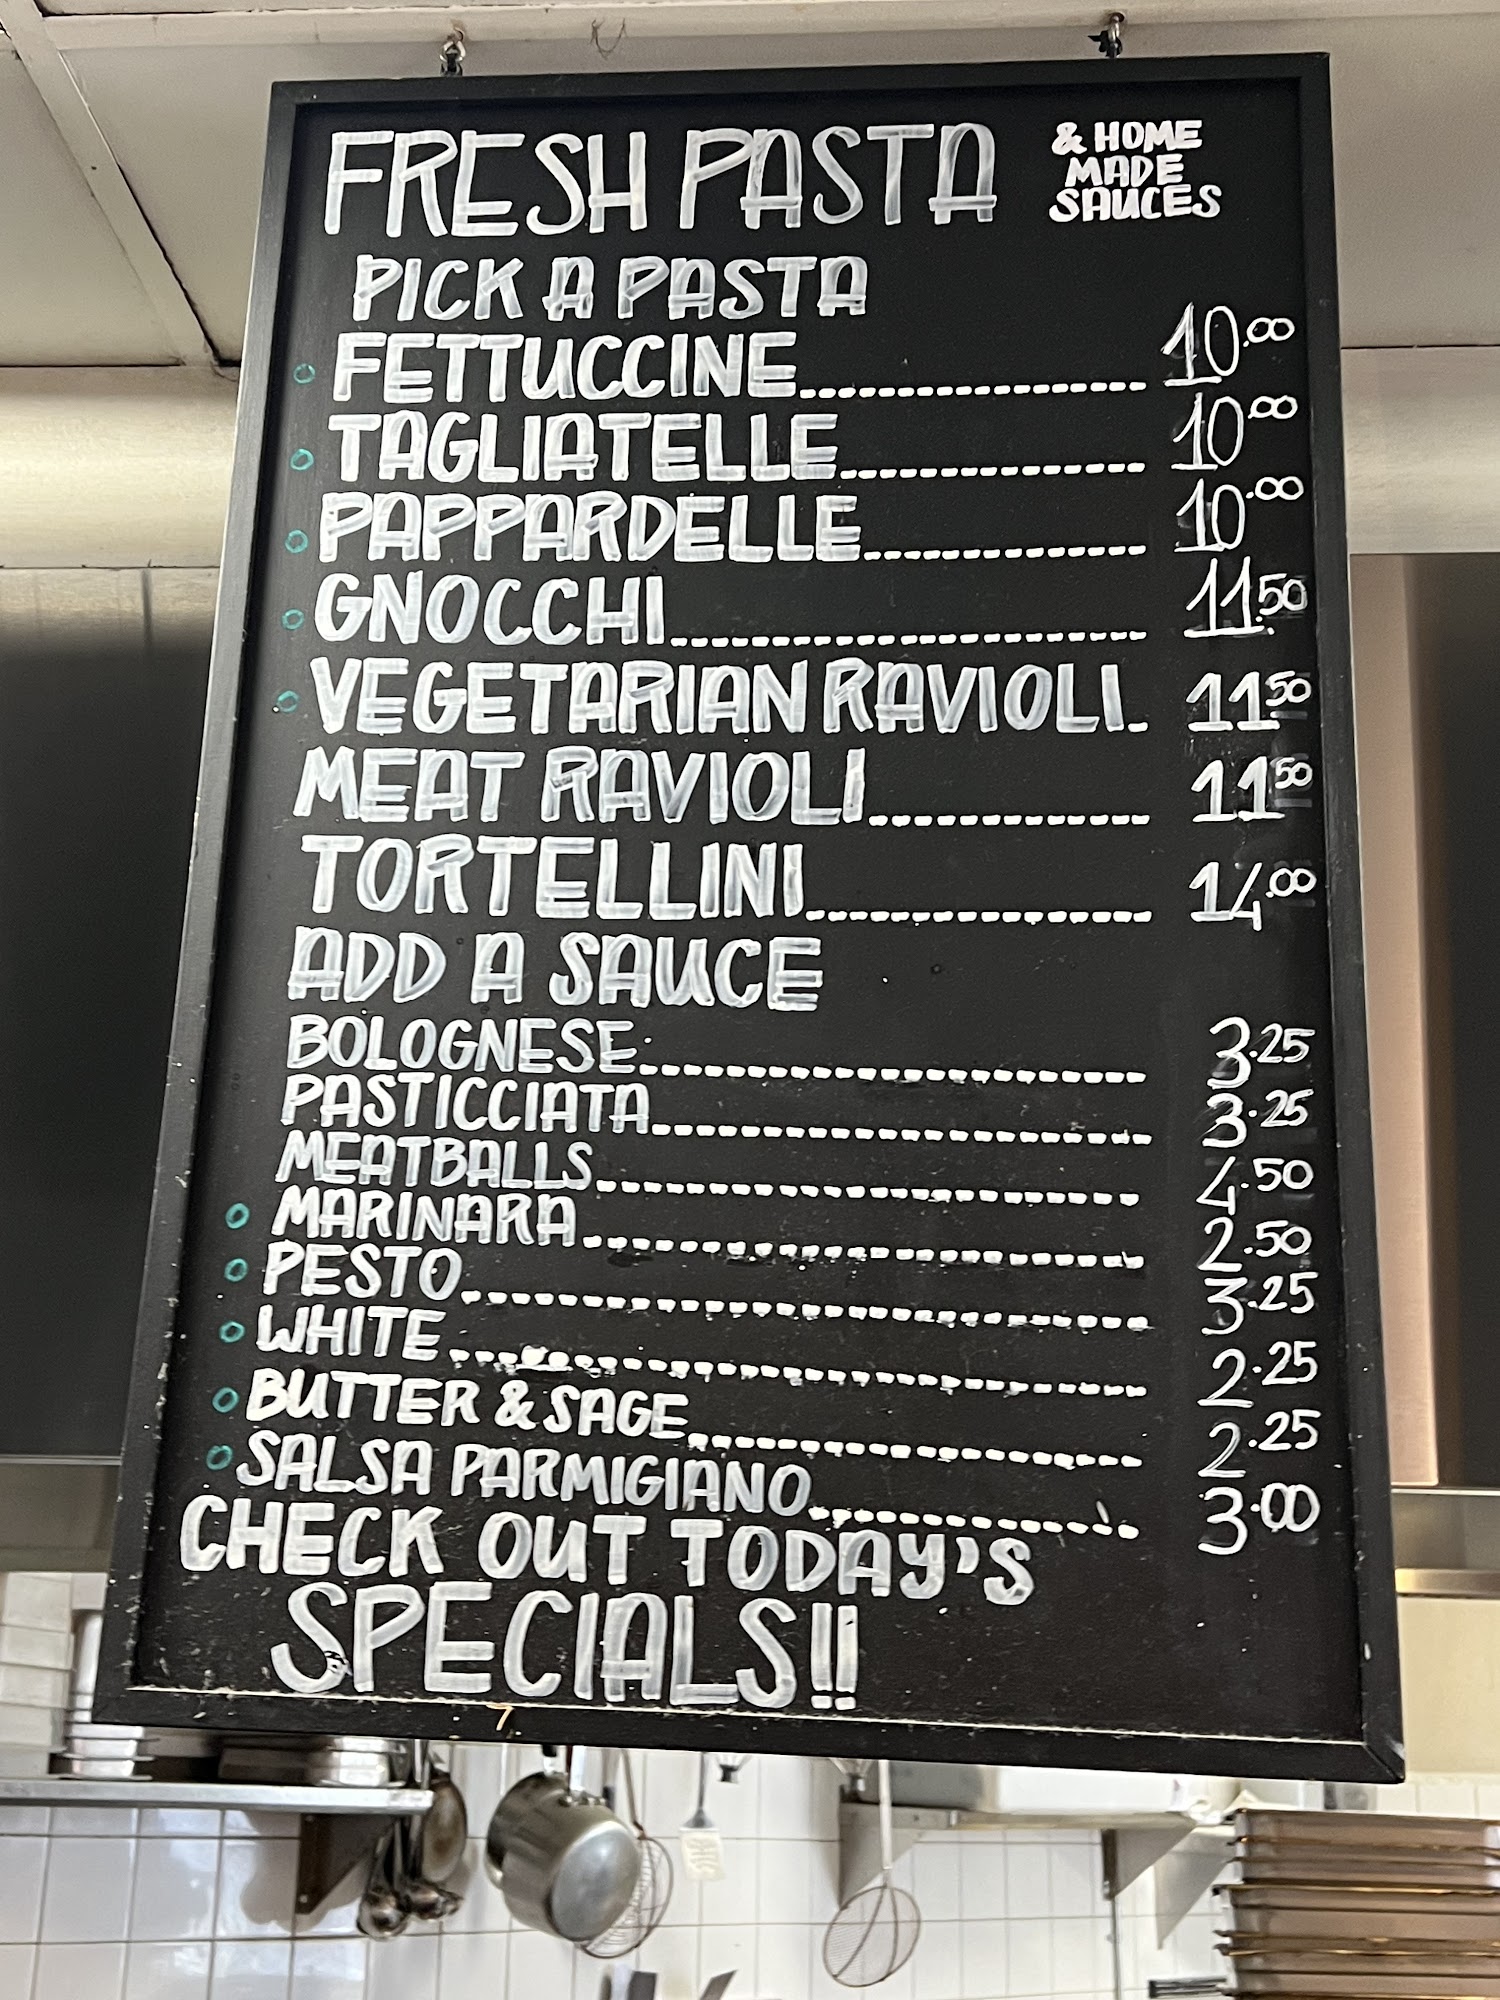 FRESH PASTA
& HOME
MADE
SAUCES
PICK A PASTA
FETTUCCINE 10.00
TAGLIATELLE 10.00
PAPPARDELLE 10.00
GNOCCHI 11.50
VEGETARIAN RAVIOLI 11.50
MEAT RAVIOLI 11.50
TORTELLINI 14.00
ADD A SAUCE
BOLOGNESE 3.25
PASTICCIATA 3.25
MEATBALLS 4.50
MARINARA 2.50
PESTO 3.25
WHITE 2.25
BUTTER & SAGE 2.25
SALSA PARMIGIANO 3.00
CHECK OUT TODAY'S
SPECIALS!!